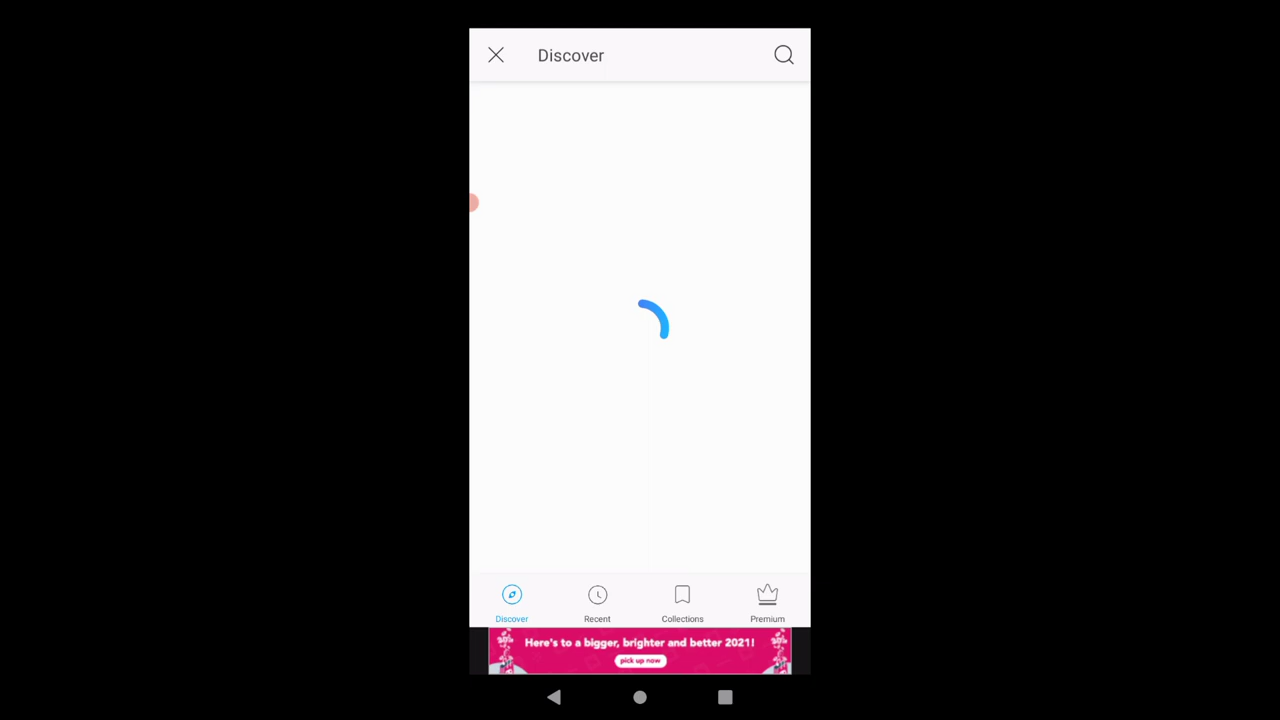 Discover
Discover
Recent
Collections
Premium
Here's to a bigger, brighter and better 2021!
pick up now